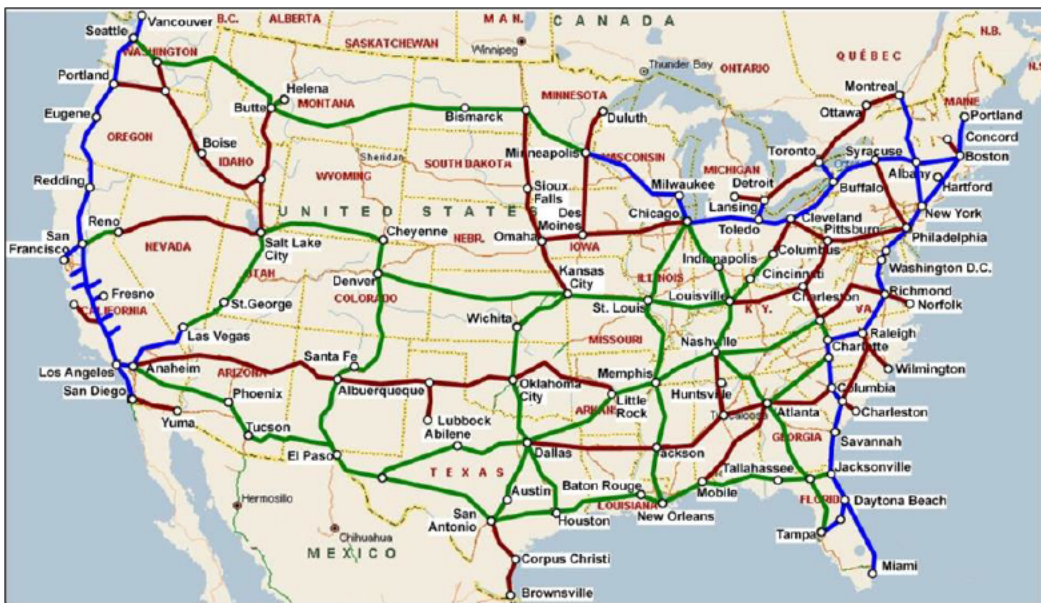 Vancouver
B.C.
ALBERTA
MAN.
CANADA
Seattle
WASHINGTON
SASKATCHEWAN
Winnipeg
Thunder Bay
ONTARIO
QUÉBEC
N.B.
N.S
Portland
Helena
MONTANA
Butte
Bismarck
MINNESOTA
Duluth
Montreal
Ottawa
MAINE
Portland
Eugene
OREGON
Boise
IDAHO
Sheridan
SOUTH DAKOTA
Minneapolis
WISCONSIN
MICHIGAN
Toronto
Syracuse
Concord
Boston
Albany
Hartford
Buffalo
WYOMING
Redding
Sioux
Falls
Milwaukee
Detroit
Lansing
UNITED STATES
Reno
San
Francisco
NEVADA
Salt Lake
City
Cheyenne
NEBR.
Des
Moines
Omaha
IOWA
Chicago
Toledo
Cleveland
Pittsburg
New York
Philadelphia
UTAH
Denver
COLORADO
Kansas
City
Indianapolis
ILLINOIS
Columbus
Cincinnati
Washington D.C.
Fresno
CALIFORNIA
St.George
Las Vegas
Wichita
St. Louis
Louisville
KY.
Charleston
VA.
Richmond
Norfolk
MISSOURI
Nashville
Raleigh
Charlotte
Wilmington
Los Angeles
Anaheim
ARIZONA
Santa Fe
Alburqueque
Oklahoma
City
Memphis
Little
Rock
ARKANS
Huntsville
Columbia
San Diego
Yuma
Phoenix
Tucson
Lubbock
Abilene
Tuscaloosa
Atlanta
Charleston
GEORGIA
Savannah
El Paso
TEXAS
Dallas
Jackson
Tallahassee
Jacksonville
Hermosillo
Austin
Baton Rouge
LOUISIANA
Mobile
FLORID
Daytona Beach
San
Antonio
Houston
New Orleans
Tampa
Chihuahua
MEXICO
Corpus Christi
Miami
Brownsville